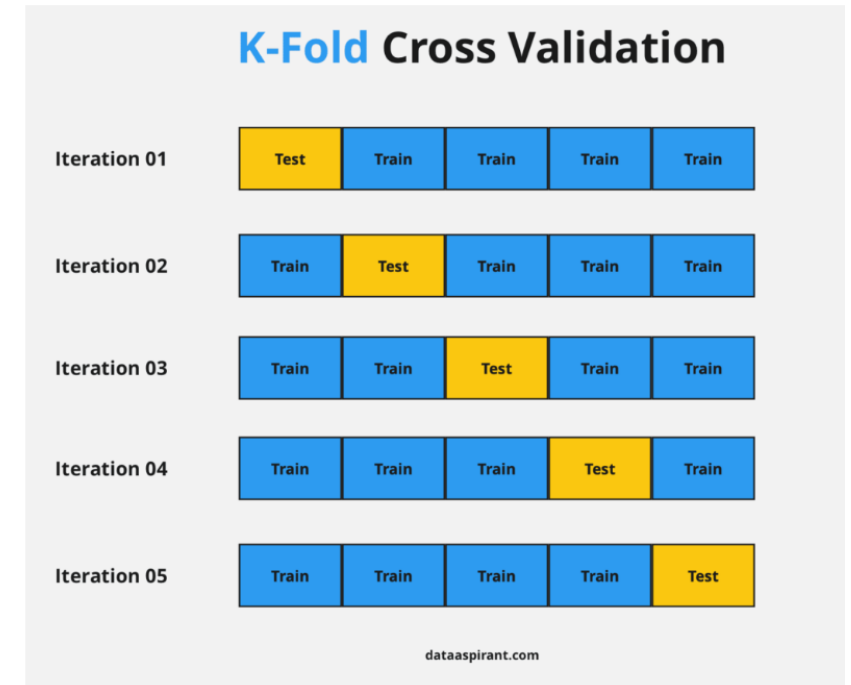 K-Fold Cross Validation
Iteration 01 Test Train Train Train Train
Iteration 02 Train Test Train Train Train
Iteration 03 Train Train Test Train Train
Iteration 04 Train Train Train Test Train
Iteration 05 Train Train Train Train Test
dataaspirant.com